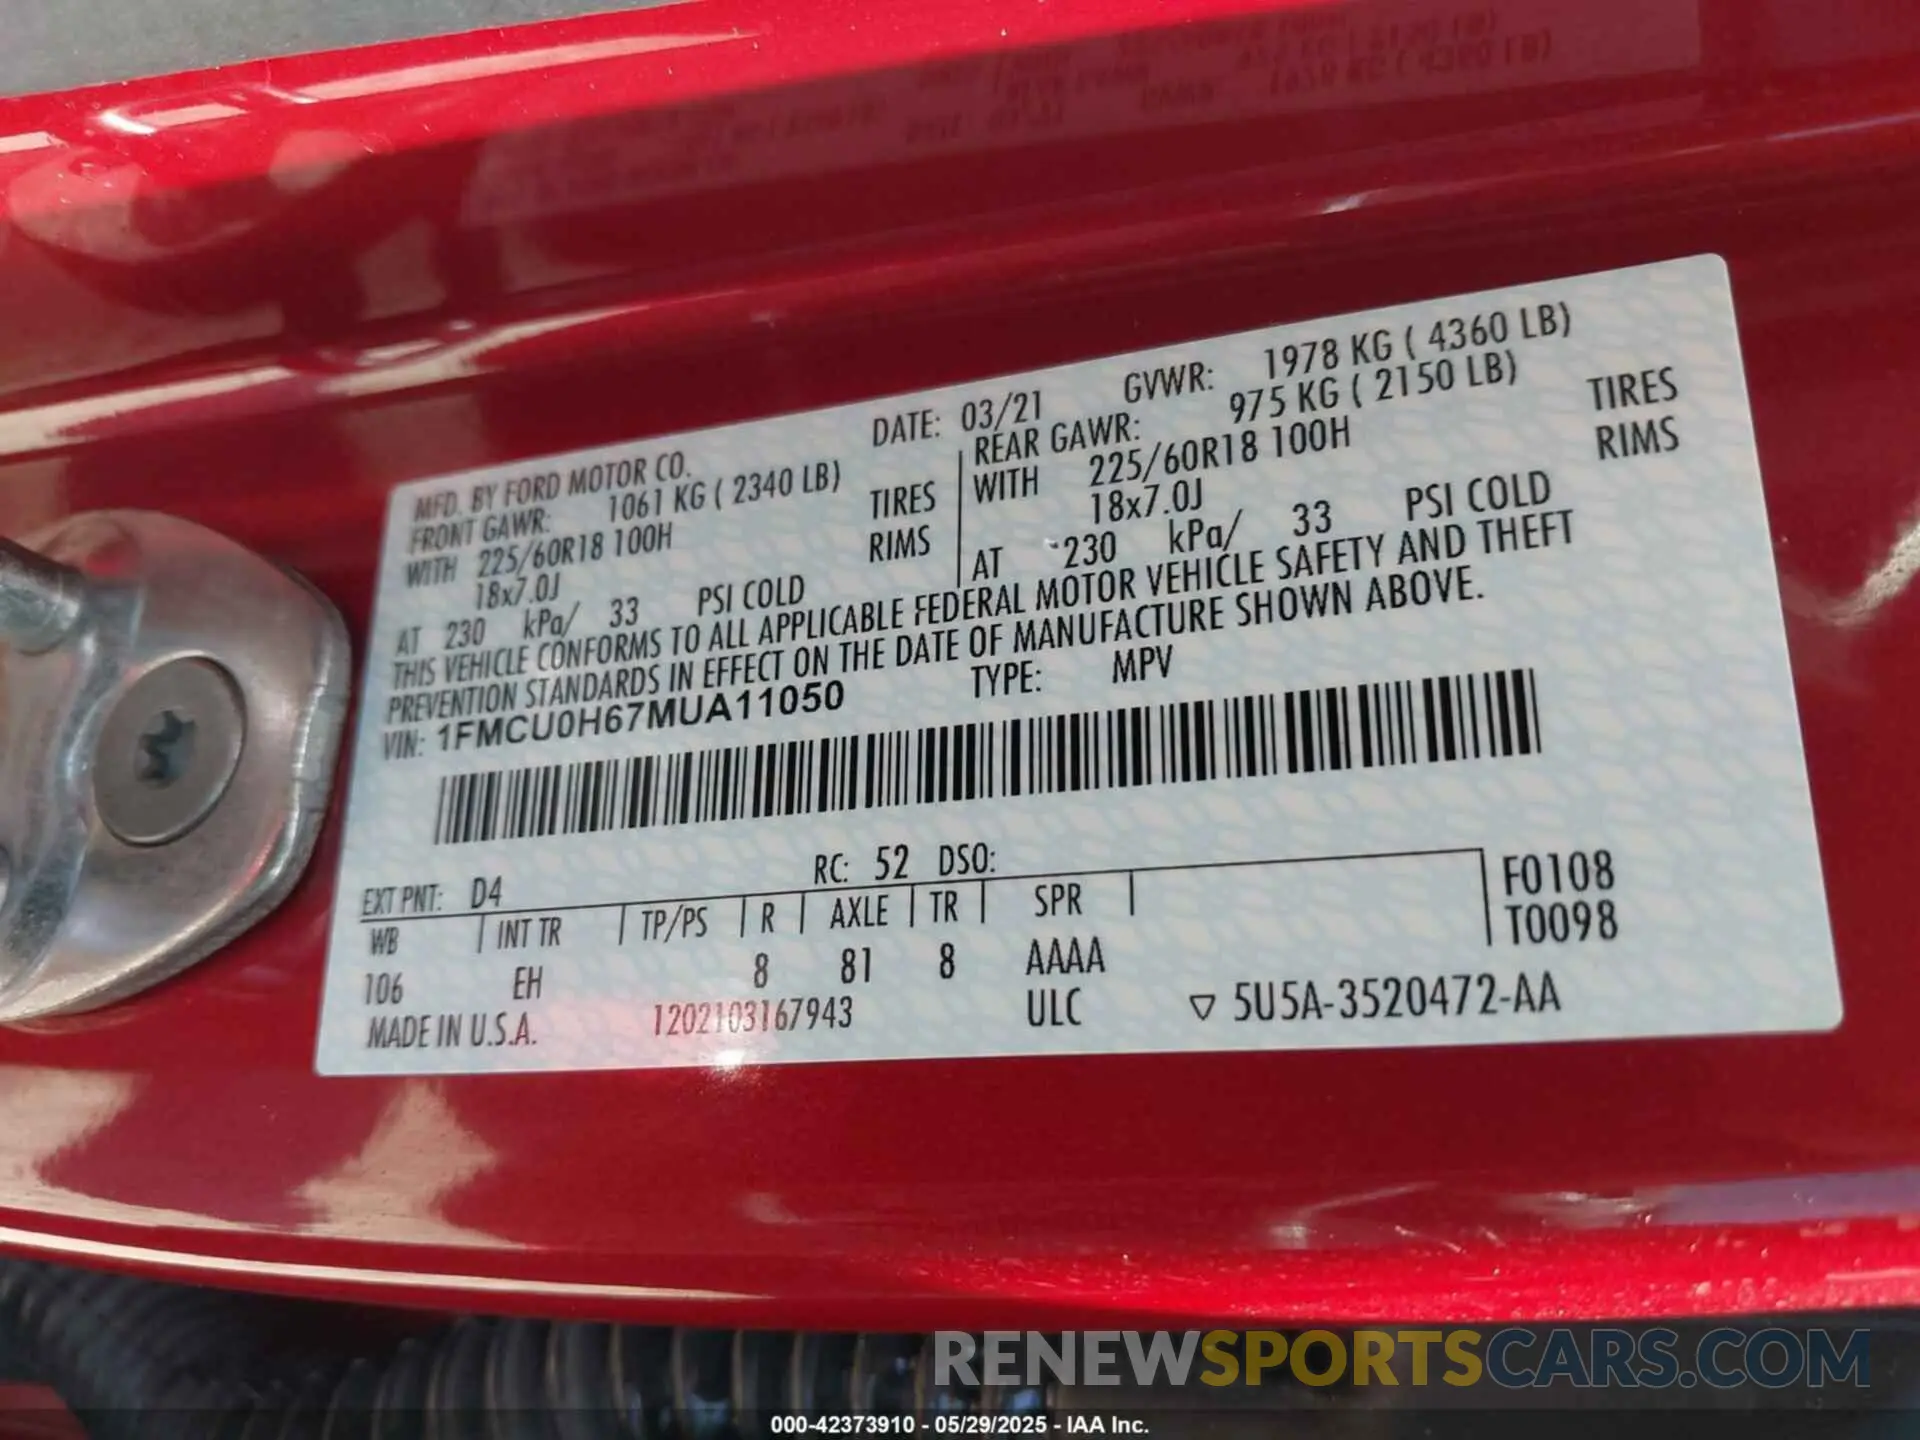 MFD. BY FORD MOTOR CO. DATE: 03/21 GVWR: 1978 KG ( 4360 LB)
FRONT GAWR: 1061 KG ( 2340 LB) REAR GAWR: 975 KG ( 2150 LB)
WITH 225/60R18 100H TIRES WITH 225/60R18 100H TIRES
18x7.0J RIMS 18x7.0J RIMS
AT 230 kPa/ 33 PSI COLD AT 230 kPa/ 33 PSI COLD
THIS VEHICLE CONFORMS TO ALL APPLICABLE FEDERAL MOTOR VEHICLE SAFETY AND THEFT
PREVENTION STANDARDS IN EFFECT ON THE DATE OF MANUFACTURE SHOWN ABOVE.
VIN: 1FMCU0H67MUA11050 TYPE: MPV
EXT PNT: D4 RC: 52 DSO:
WB INT TR TP/PS R AXLE TR SPR F0108
T0098
106 EH 8 81 8 AAAA
MADE IN U.S.A. 1202103167943 ULC ▽ 5U5A-3520472-AA
RENEWSPORTSCARS.COM
000-42373910 - 05/29/2025 - IAA Inc.